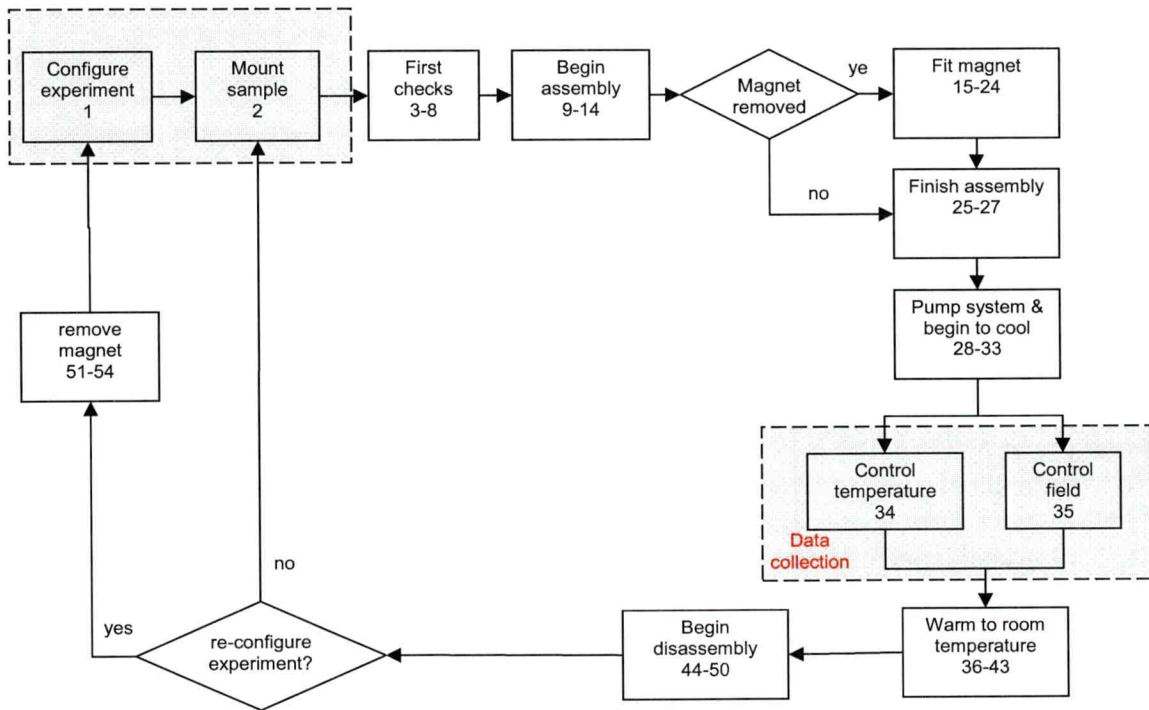 Configure
experiment
1
Mount
sample
2
First
checks
3-8
Begin
assembly
9-14
Magnet
removed
ye
Fit magnet
15-24
no
Finish assembly
25-27
Pump system &
begin to cool
28-33
Control
temperature
34
Control
field
35
Data
collection
Warm to room
temperature
36-43
Begin
disassembly
44-50
re-configure
experiment?
no
yes
remove
magnet
51-54